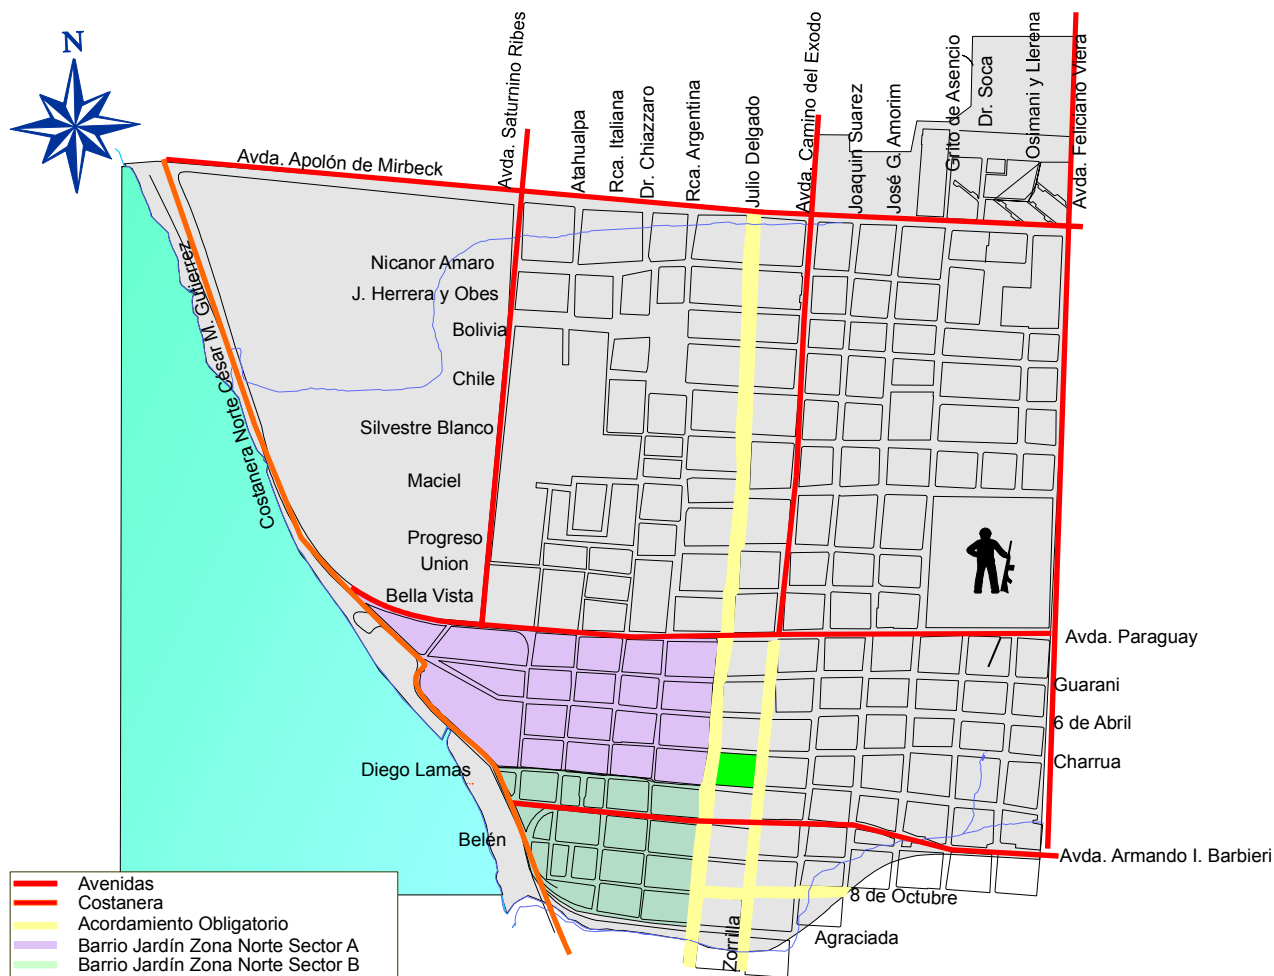 N
Avda. Apolón de Mirbeck
Avda. Saturnino Ribes
Atahualpa
Rca. Italiana
Dr. Chiazzaro
Rca. Argentina
Julio Delgado
Avda. Camino del Exodo
Joaquin Suarez
José G. Amorim
Grito de Asencio
Dr. Soca
Osimani y Llerena
Avda. Feliciano Viera
Costanera Norte César M. Gutierrez
Nicanor Amaro
J. Herrera y Obes
Bolivia
Chile
Silvestre Blanco
Maciel
Progreso
Union
Bella Vista
Avda. Paraguay
Guarani
6 de Abril
Charrua
Diego Lamas
Belén
Avda. Armando I. Barbieri
8 de Octubre
Agraciada
Zorrilla
Avenidas
Costanera
Acordamiento Obligatorio
Barrio Jardín Zona Norte Sector A
Barrio Jardín Zona Norte Sector B